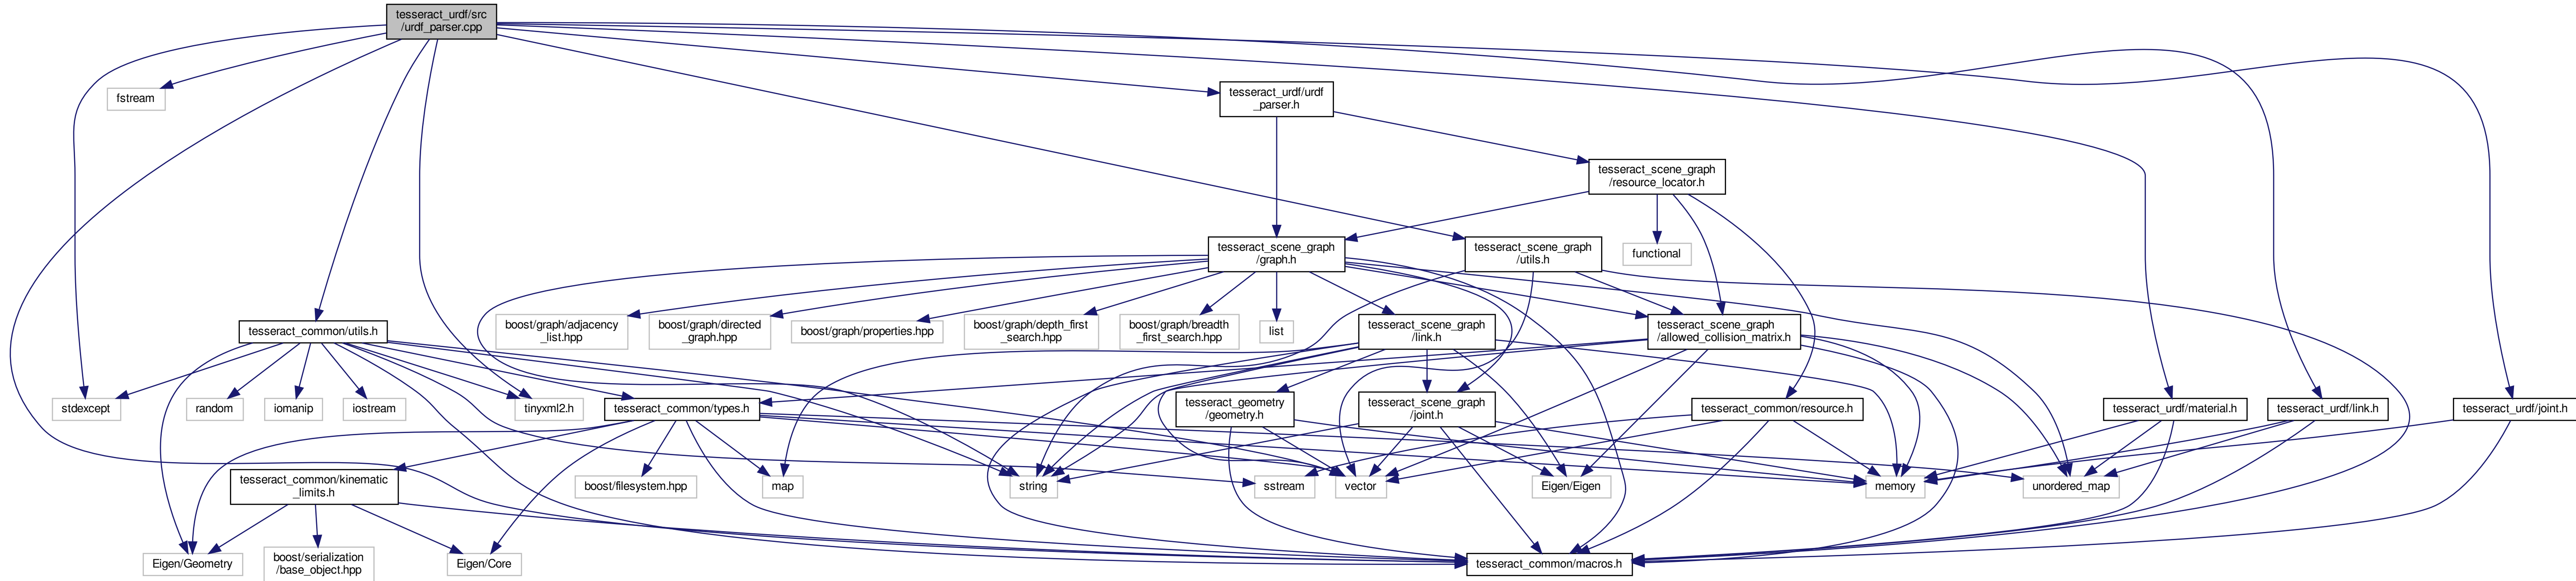 tesseract_urdf/src
/urdf_parser.cpp
fstream
tesseract_urdf/urdf
_parser.h
tesseract_scene_graph
/resource_locator.h
tesseract_scene_graph
/graph.h
tesseract_scene_graph
/utils.h
functional
tesseract_common/utils.h
boost/graph/adjacency
_list.hpp
boost/graph/directed
_graph.hpp
boost/graph/properties.hpp
boost/graph/depth_first
_search.hpp
boost/graph/breadth
_first_search.hpp
list
tesseract_scene_graph
/link.h
tesseract_scene_graph
/allowed_collision_matrix.h
stdexcept
random
iomanip
iostream
tinyxml2.h
tesseract_common/types.h
tesseract_geometry
/geometry.h
tesseract_scene_graph
/joint.h
tesseract_common/resource.h
tesseract_urdf/material.h
tesseract_urdf/link.h
tesseract_urdf/joint.h
tesseract_common/kinematic
_limits.h
boost/filesystem.hpp
map
string
sstream
vector
Eigen/Eigen
memory
unordered_map
Eigen/Geometry
boost/serialization
/base_object.hpp
Eigen/Core
tesseract_common/macros.h